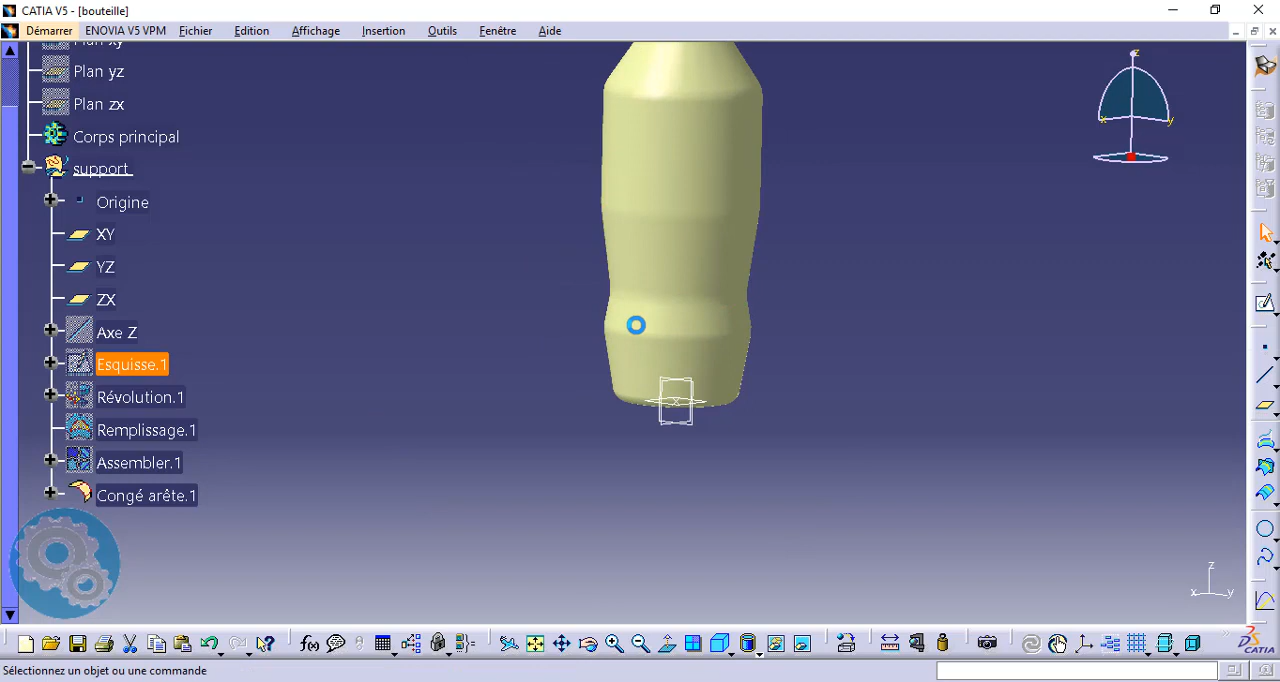 CATIA V5 - [bouteille]
Démarrer ENOVIA V5 VPM Fichier Edition Affichage Insertion Outils Fenêtre Aide
Plan xy
Plan yz
Plan zx
Corps principal
support
Origine
XY
YZ
ZX
Axe Z
Esquisse.1
Révolution.1
Remplissage.1
Assembler.1
Congé arête.1
z
x y
z
x y
f(x)
CATIA
Sélectionnez un objet ou une commande